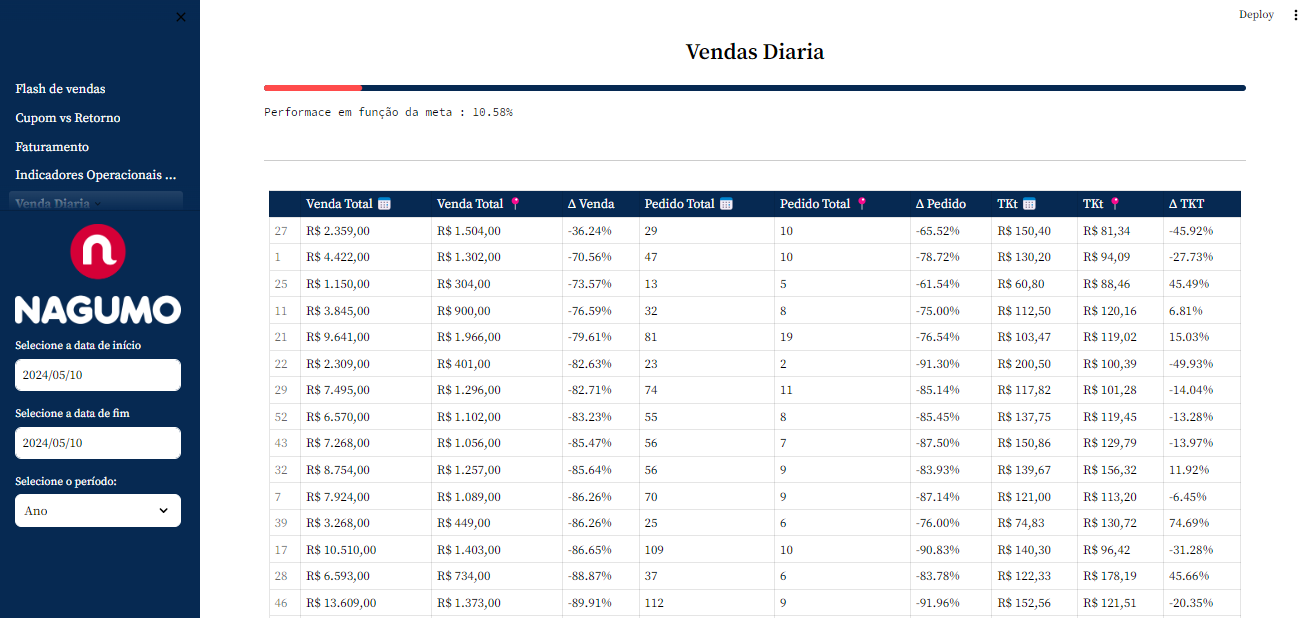 Deploy
Flash de vendas
Cupom vs Retorno
Faturamento
Indicadores Operacionais ...
Venda Diaria
n
NAGUMO
Selecione a data de início
2024/05/10
Selecione a data de fim
2024/05/10
Selecione o período:
Ano
Vendas Diaria
Performace em função da meta : 10.58%
Venda Total Venda Total Δ Venda Pedido Total Pedido Total Δ Pedido TKt TKt Δ TKT
27 R$ 2.359,00 R$ 1.504,00 -36.24% 29 10 -65.52% R$ 150,40 R$ 81,34 -45.92%
1 R$ 4.422,00 R$ 1.302,00 -70.56% 47 10 -78.72% R$ 130,20 R$ 94,09 -27.73%
25 R$ 1.150,00 R$ 304,00 -73.57% 13 5 -61.54% R$ 60,80 R$ 88,46 45.49%
11 R$ 3.845,00 R$ 900,00 -76.59% 32 8 -75.00% R$ 112,50 R$ 120,16 6.81%
21 R$ 9.641,00 R$ 1.966,00 -79.61% 81 19 -76.54% R$ 103,47 R$ 119,02 15.03%
22 R$ 2.309,00 R$ 401,00 -82.63% 23 2 -91.30% R$ 200,50 R$ 100,39 -49.93%
29 R$ 7.495,00 R$ 1.296,00 -82.71% 74 11 -85.14% R$ 117,82 R$ 101,28 -14.04%
52 R$ 6.570,00 R$ 1.102,00 -83.23% 55 8 -85.45% R$ 137,75 R$ 119,45 -13.28%
43 R$ 7.268,00 R$ 1.056,00 -85.47% 56 7 -87.50% R$ 150,86 R$ 129,79 -13.97%
32 R$ 8.754,00 R$ 1.257,00 -85.64% 56 9 -83.93% R$ 139,67 R$ 156,32 11.92%
7 R$ 7.924,00 R$ 1.089,00 -86.26% 70 9 -87.14% R$ 121,00 R$ 113,20 -6.45%
39 R$ 3.268,00 R$ 449,00 -86.26% 25 6 -76.00% R$ 74,83 R$ 130,72 74.69%
17 R$ 10.510,00 R$ 1.403,00 -86.65% 109 10 -90.83% R$ 140,30 R$ 96,42 -31.28%
28 R$ 6.593,00 R$ 734,00 -88.87% 37 6 -83.78% R$ 122,33 R$ 178,19 45.66%
46 R$ 13.609,00 R$ 1.373,00 -89.91% 112 9 -91.96% R$ 152,56 R$ 121,51 -20.35%